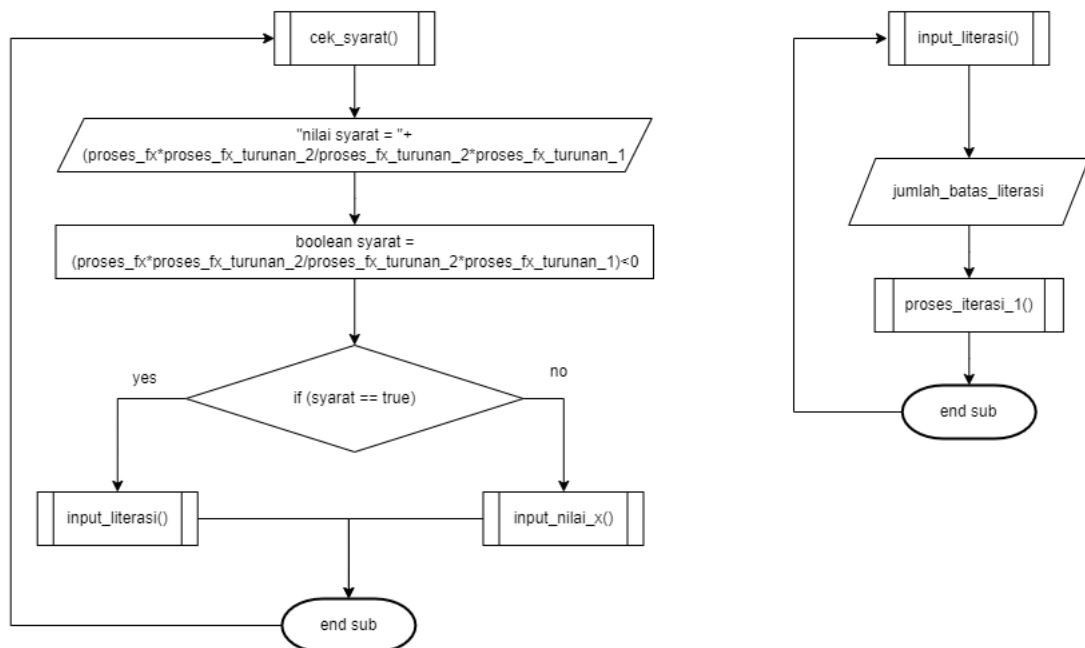 cek_syarat()
"nilai syarat = "+
(proses_fx*proses_fx_turunan_2/proses_fx_turunan_2*proses_fx_turunan_1
boolean syarat =
(proses_fx*proses_fx_turunan_2/proses_fx_turunan_2*proses_fx_turunan_1)<0
if (syarat == true)
yes
no
input_literasi()
input_nilai_x()
end sub
input_literasi()
jumlah_batas_literasi
proses_iterasi_1()
end sub